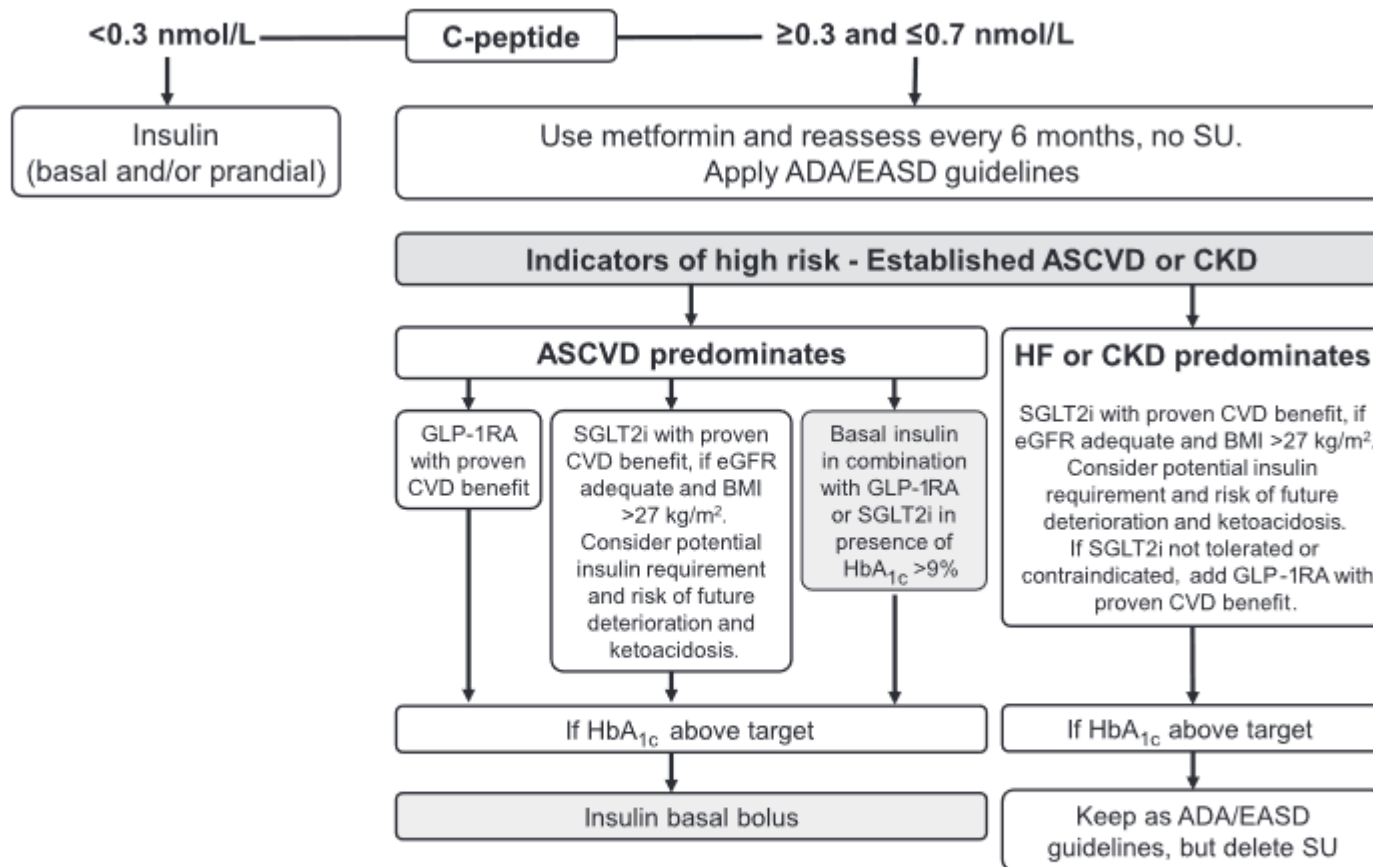 <0.3 nmol/L
C-peptide
≥0.3 and ≤0.7 nmol/L
Insulin
(basal and/or prandial)
Use metformin and reassess every 6 months, no SU.
Apply ADA/EASD guidelines
Indicators of high risk - Established ASCVD or CKD
ASCVD predominates
GLP-1RA
with proven
CVD benefit
SGLT2i with proven
CVD benefit, if eGFR
adequate and BMI
>27 kg/m².
Consider potential
insulin requirement
and risk of future
deterioration and
ketoacidosis.
Basal insulin
in combination
with GLP-1RA
or SGLT2i in
presence of
HbA₁c >9%
If HbA₁c above target
Insulin basal bolus
HF or CKD predominates
SGLT2i with proven CVD benefit, if
eGFR adequate and BMI >27 kg/m².
Consider potential insulin
requirement and risk of future
deterioration and ketoacidosis.
If SGLT2i not tolerated or
contraindicated, add GLP-1RA with
proven CVD benefit.
If HbA₁c above target
Keep as ADA/EASD
guidelines, but delete SU